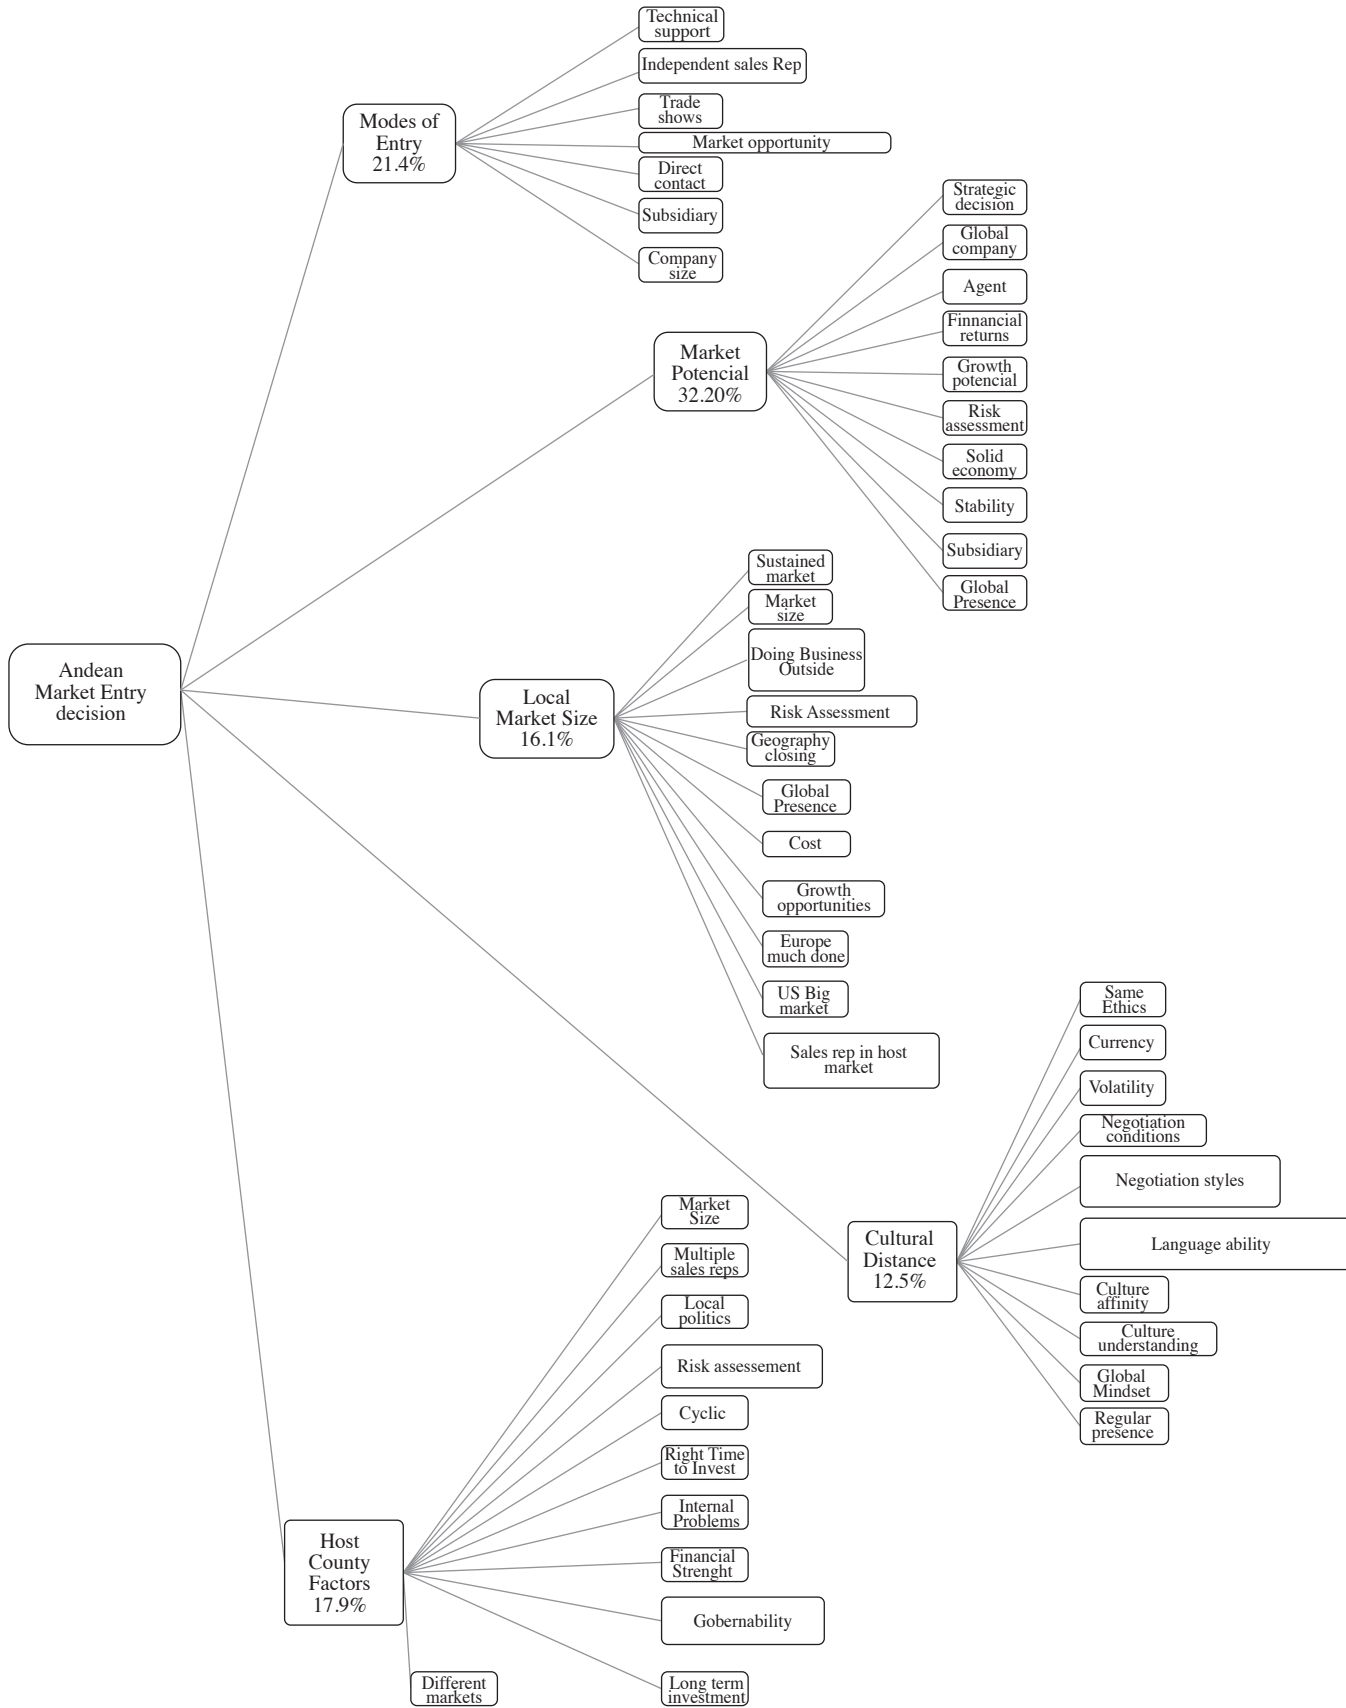 Technical
support
Independent sales Rep
Trade
shows
Market opportunity
Direct
contact
Subsidiary
Company
size
Modes of
Entry
21.4%
Strategic
decision
Global
company
Agent
Finnancial
returns
Growth
potencial
Risk
assessment
Solid
economy
Stability
Subsidiary
Global
Presence
Market
Potencial
32.20%
Sustained
market
Market
size
Doing Business
Outside
Risk Assessment
Geography
closing
Global
Presence
Cost
Growth
opportunities
Europe
much done
US Big
market
Sales rep in host
market
Local
Market Size
16.1%
Andean
Market Entry
decision
Same
Ethics
Currency
Volatility
Negotiation
conditions
Negotiation styles
Language ability
Culture
affinity
Culture
understanding
Global
Mindset
Regular
presence
Cultural
Distance
12.5%
Market
Size
Multiple
sales reps
Local
politics
Risk assessement
Cyclic
Right Time
to Invest
Internal
Problems
Financial
Strenght
Gobernability
Long term
investment
Host
County
Factors
17.9%
Different
markets